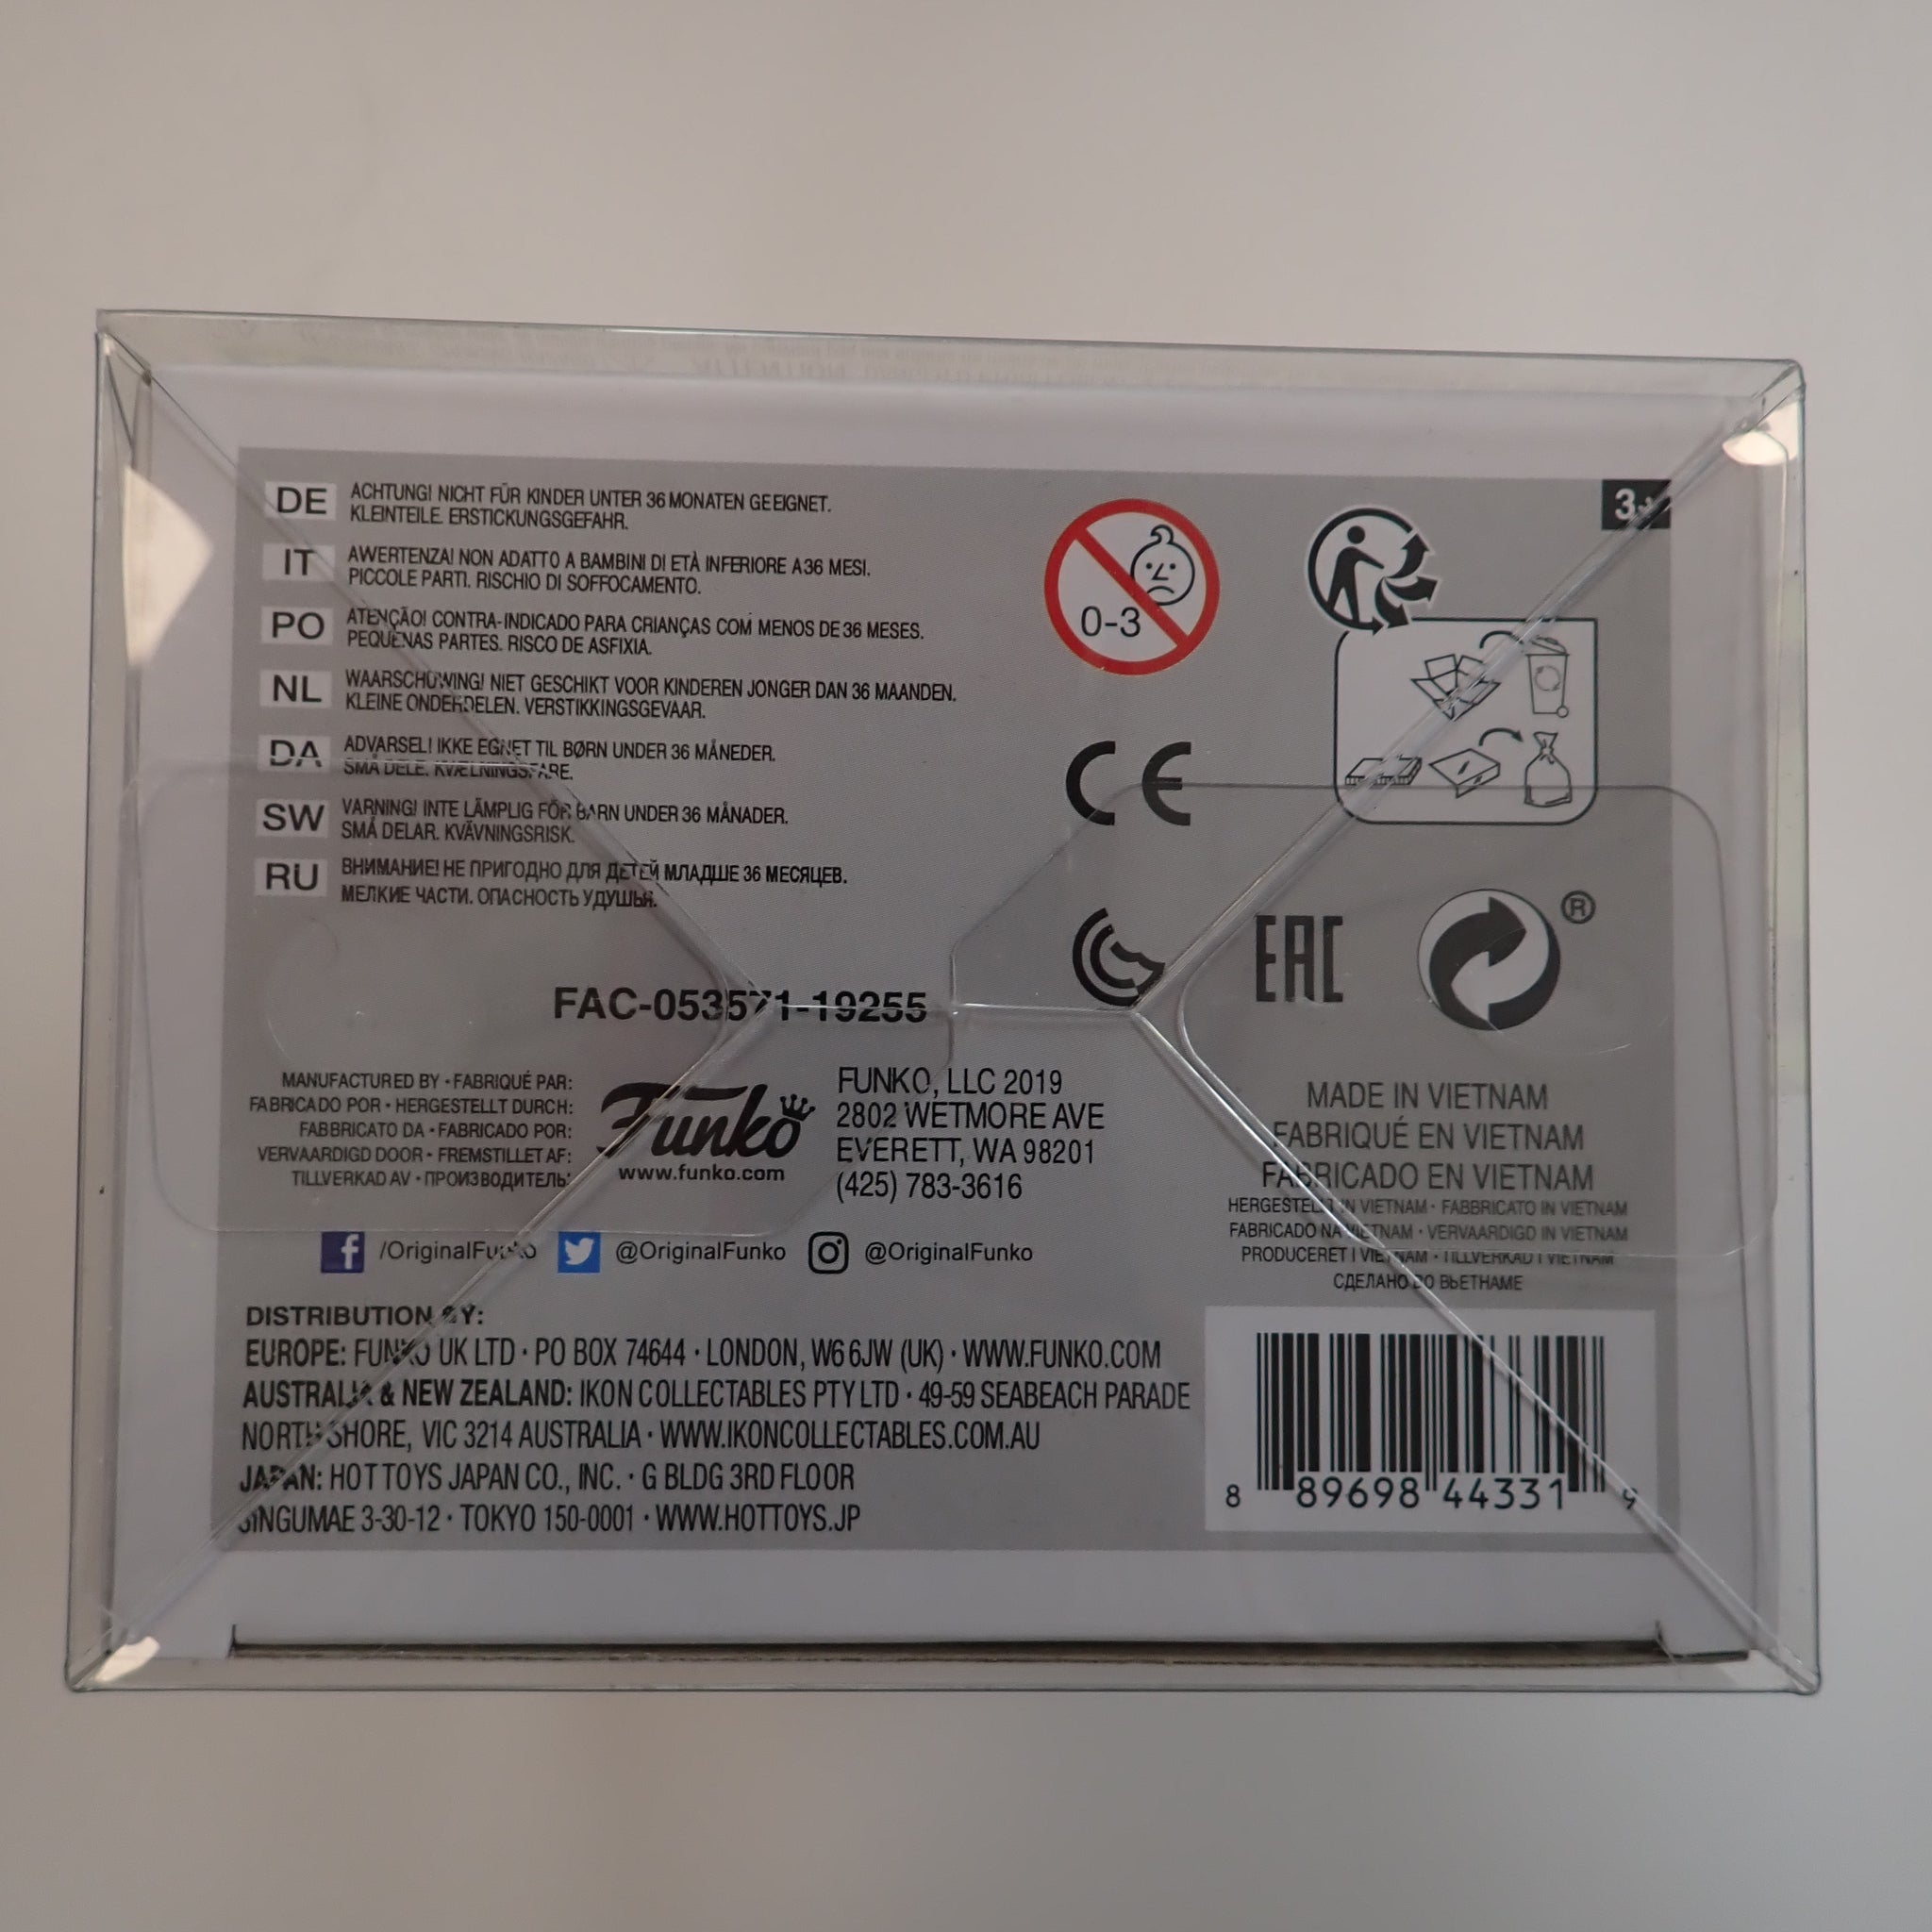 DE ACHTUNG! NICHT FÜR KINDER UNTER 36 MONATEN GEEIGNET.
KLEINTEILE. ERSTICKUNGSGEFAHR.
IT AWERTENZA! NON ADATTO A BAMBINI DI ETÀ INFERIORE A 36 MESI.
PICCOLE PARTI. RISCHIO DI SOFFOCAMENTO.
PO ATENÇÃO! CONTRA-INDICADO PARA CRIANÇAS COM MENOS DE 36 MESES.
PEQUENAS PARTES. RISCO DE ASFIXIA.
NL WAARSCHUWING! NIET GESCHIKT VOOR KINDEREN JONGER DAN 36 MAANDEN.
KLEINE ONDERDELEN. VERSTIKKINGSGEVAAR.
DA ADVARSEL! IKKE EGNET TIL BØRN UNDER 36 MÅNEDER.
SMÅ DELE. KVÆLNINGSFARE.
SW VARNING! INTE LÄMPLIG FÖR BARN UNDER 36 MÅNADER.
SMÅ DELAR. KVÄVNINGSRISK.
RU ВНИМАНИЕ! НЕ ПРИГОДНО ДЛЯ ДЕТЕЙ МЛАДШЕ 36 МЕСЯЦЕВ.
МЕЛКИЕ ЧАСТИ. ОПАСНОСТЬ УДУШЬЯ.
0-3
3+
CE
EAC
®
FAC-053571-19255
MANUFACTURED BY • FABRIQUÉ PAR:
FABRICADO POR • HERGESTELLT DURCH:
FABBRICATO DA • FABRICADO POR:
VERVAARDIGD DOOR • FREMSTILLET AF:
TILLVERKAD AV • ПРОИЗВОДИТЕЛЬ:
Funko
www.funko.com
FUNKO, LLC 2019
2802 WETMORE AVE
EVERETT, WA 98201
(425) 783-3616
MADE IN VIETNAM
FABRIQUÉ EN VIETNAM
FABRICADO EN VIETNAM
HERGESTELLT IN VIETNAM • FABBRICATO IN VIETNAM
FABRICADO NA VIETNAM • VERVAARDIGD IN VIETNAM
PRODUCERET I VIETNAM • TILLVERKAD I VIETNAM
СДЕЛАНО ВО ВЬЕТНАМЕ
/OriginalFunko @OriginalFunko @OriginalFunko
DISTRIBUTION BY:
EUROPE: FUNKO UK LTD • PO BOX 74644 • LONDON, W6 6JW (UK) • WWW.FUNKO.COM
AUSTRALIA & NEW ZEALAND: IKON COLLECTABLES PTY LTD • 49-59 SEABEACH PARADE
NORTH SHORE, VIC 3214 AUSTRALIA • WWW.IKONCOLLECTABLES.COM.AU
JAPAN: HOT TOYS JAPAN CO., INC. • G BLDG 3RD FLOOR
JINGUMAE 3-30-12 • TOKYO 150-0001 • WWW.HOTTOYS.JP
8 89698 44331 9